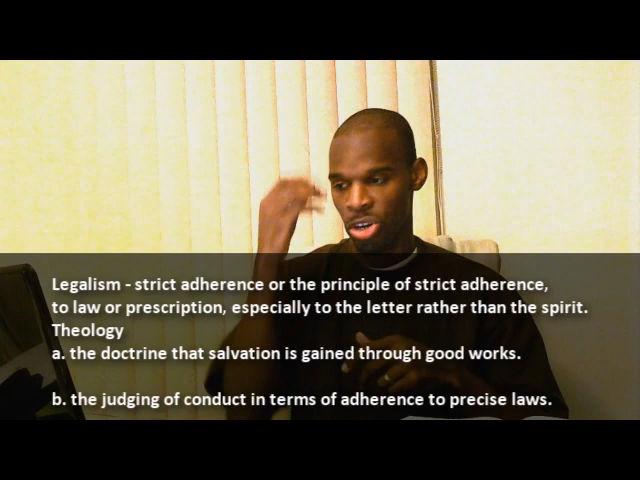 Legalism - strict adherence or the principle of strict adherence,
to law or prescription, especially to the letter rather than the spirit.
Theology
a. the doctrine that salvation is gained through good works.
b. the judging of conduct in terms of adherence to precise laws.